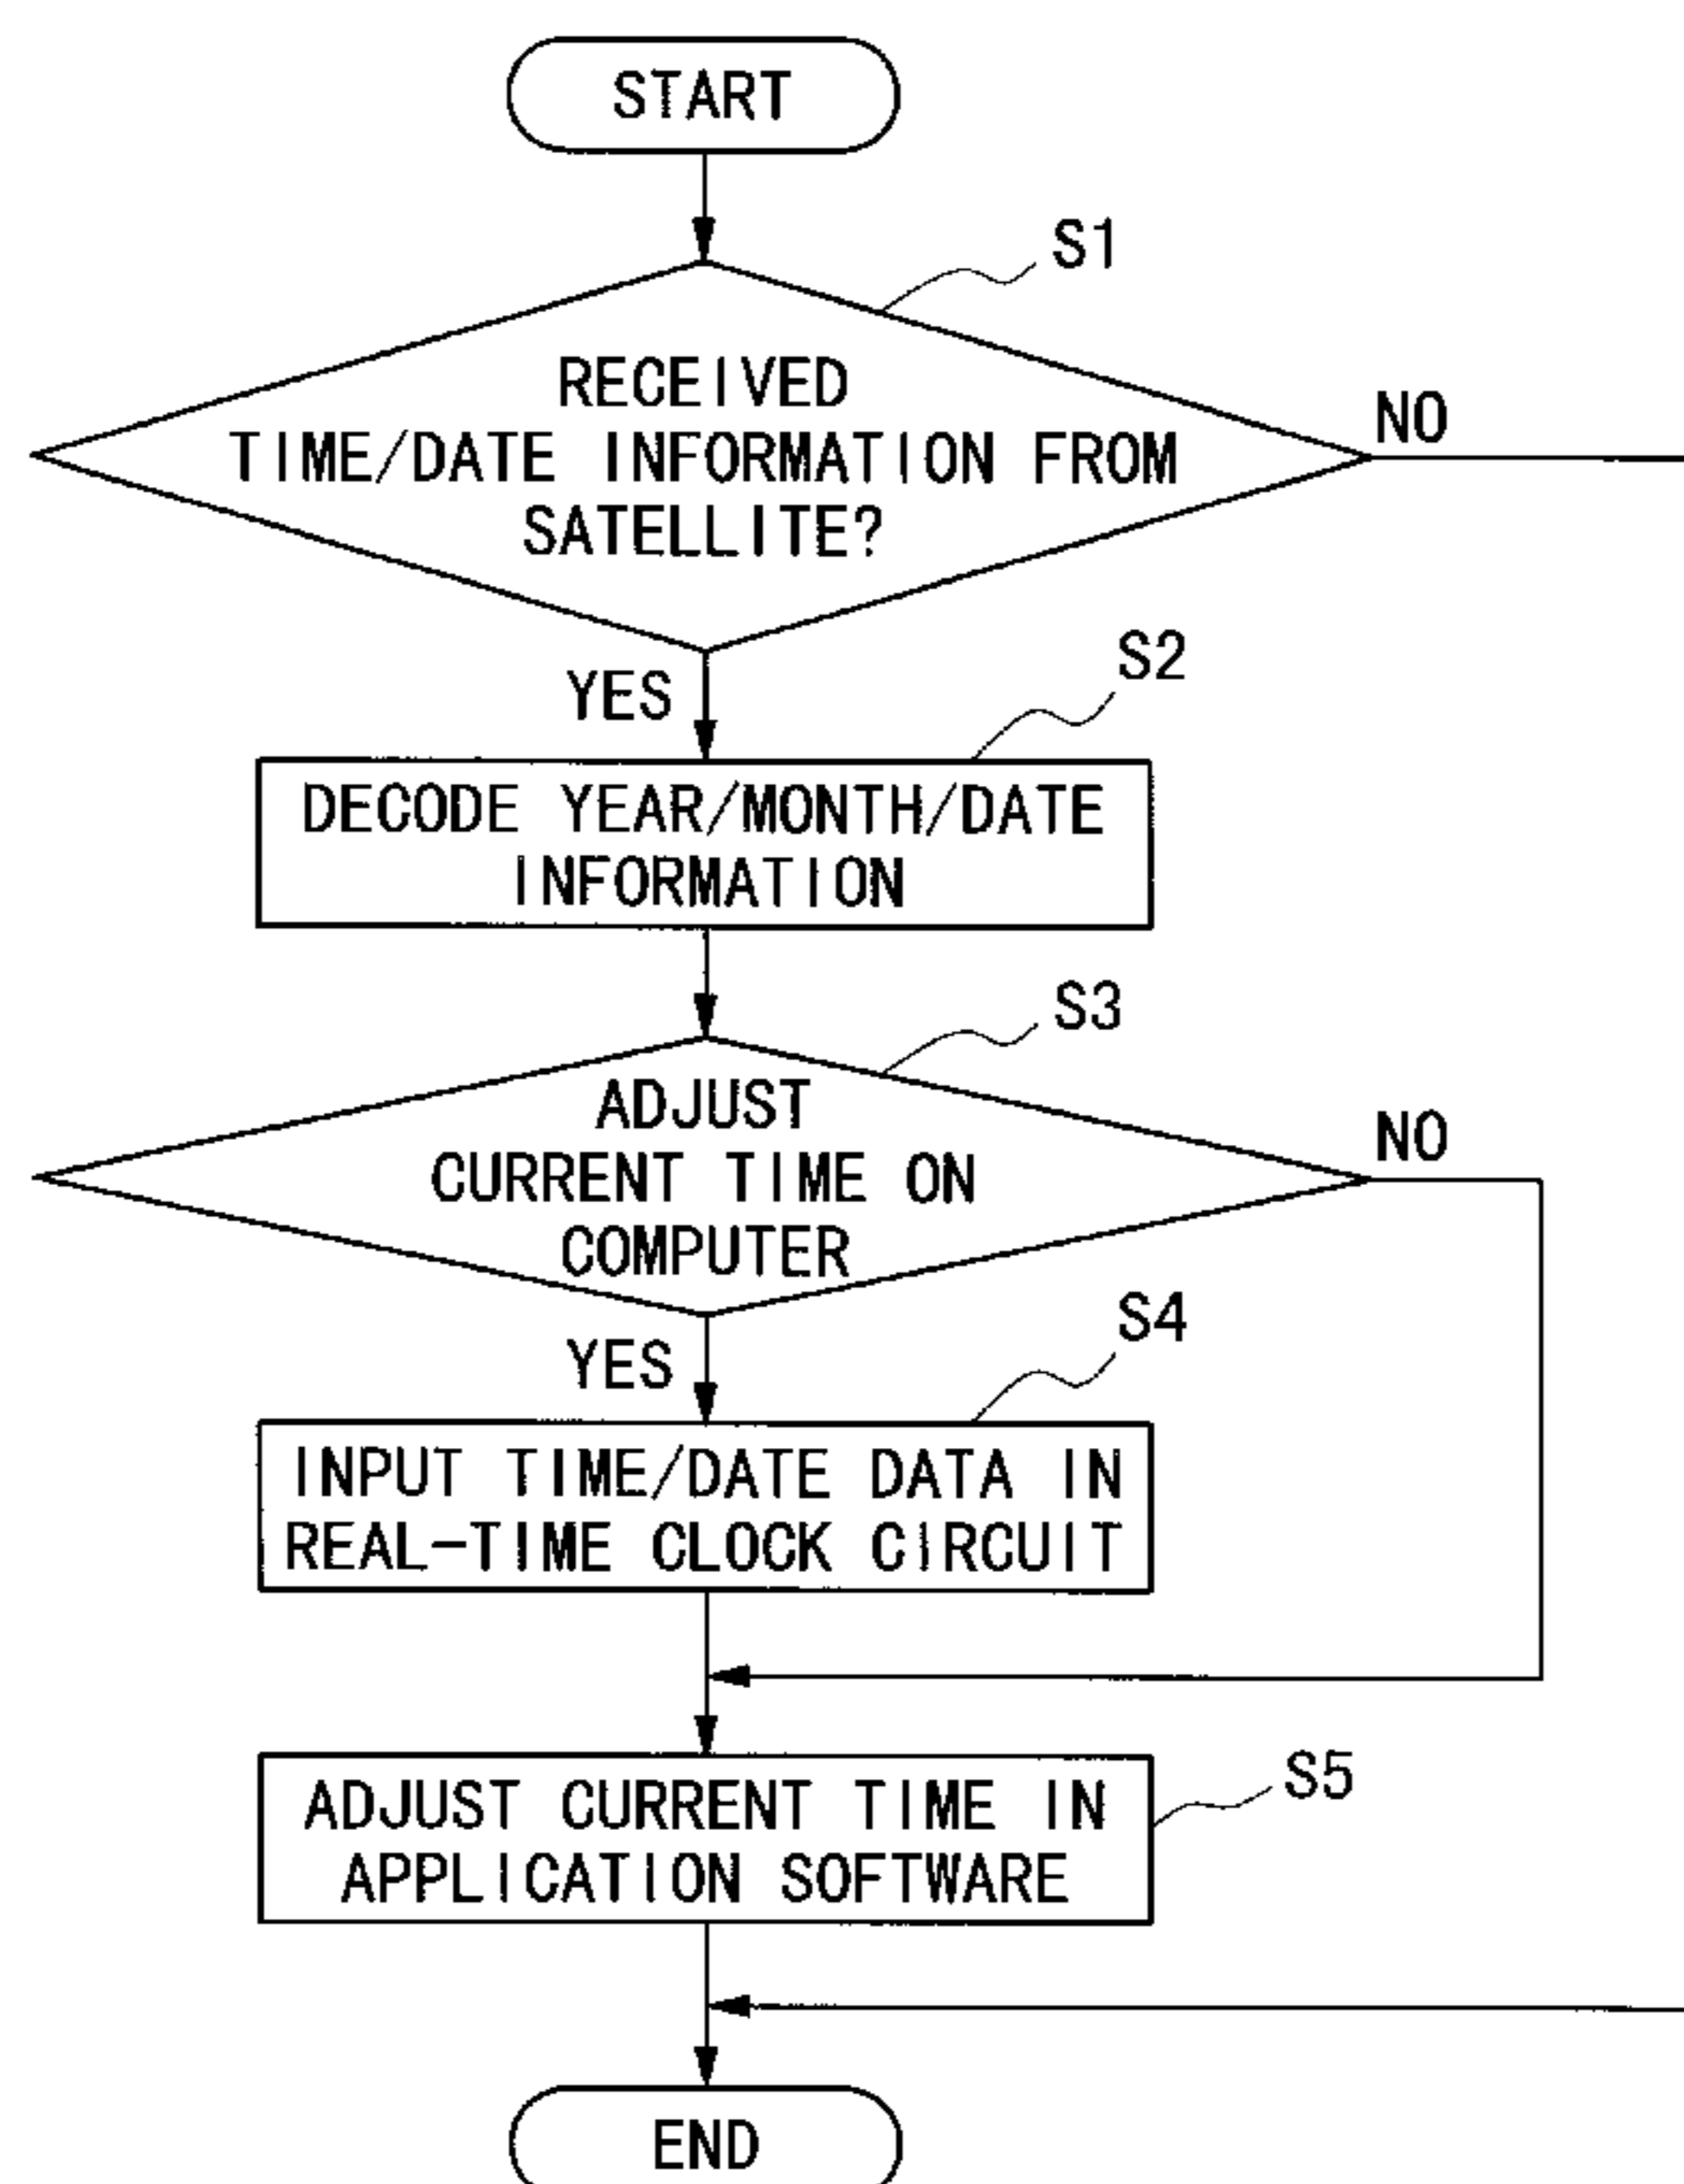 START
S1
RECEIVED
TIME/DATE INFORMATION FROM
SATELLITE?
NO
YES
S2
DECODE YEAR/MONTH/DATE
INFORMATION
S3
ADJUST
CURRENT TIME ON
COMPUTER
NO
YES
S4
INPUT TIME/DATE DATA IN
REAL-TIME CLOCK CIRCUIT
S5
ADJUST CURRENT TIME IN
APPLICATION SOFTWARE
END